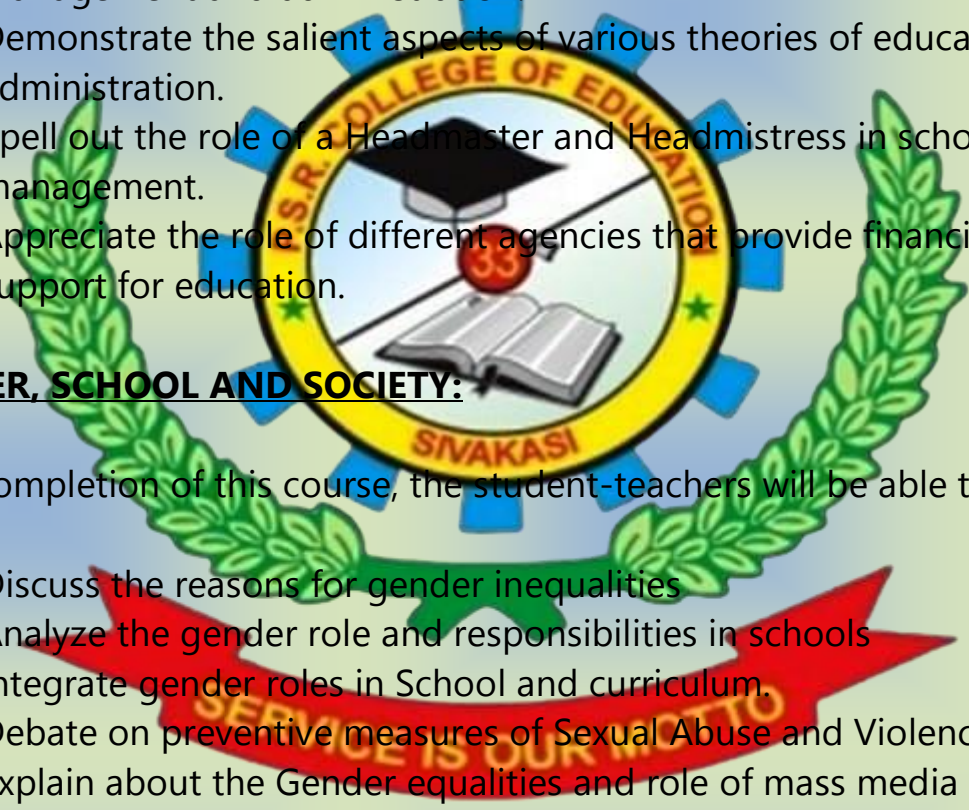 Demonstrate the salient aspects of various theories of educa
dministration.
pell out the role of a Headmaster and Headmistress in scho
management.
Appreciate the role of different agencies that provide financi
upport for education.
ER, SCHOOL AND SOCIETY:
ompletion of this course, the student-teachers will be able t
Discuss the reasons for gender inequalities
Analyze the gender role and responsibilities in schools
ntegrate gender roles in School and curriculum.
Debate on preventive measures of Sexual Abuse and Violenc
xplain about the Gender equalities and role of mass media
COLLEGE OF EDUCATION
33
SIVAKASI
SERVICE IS OUR MOTTO